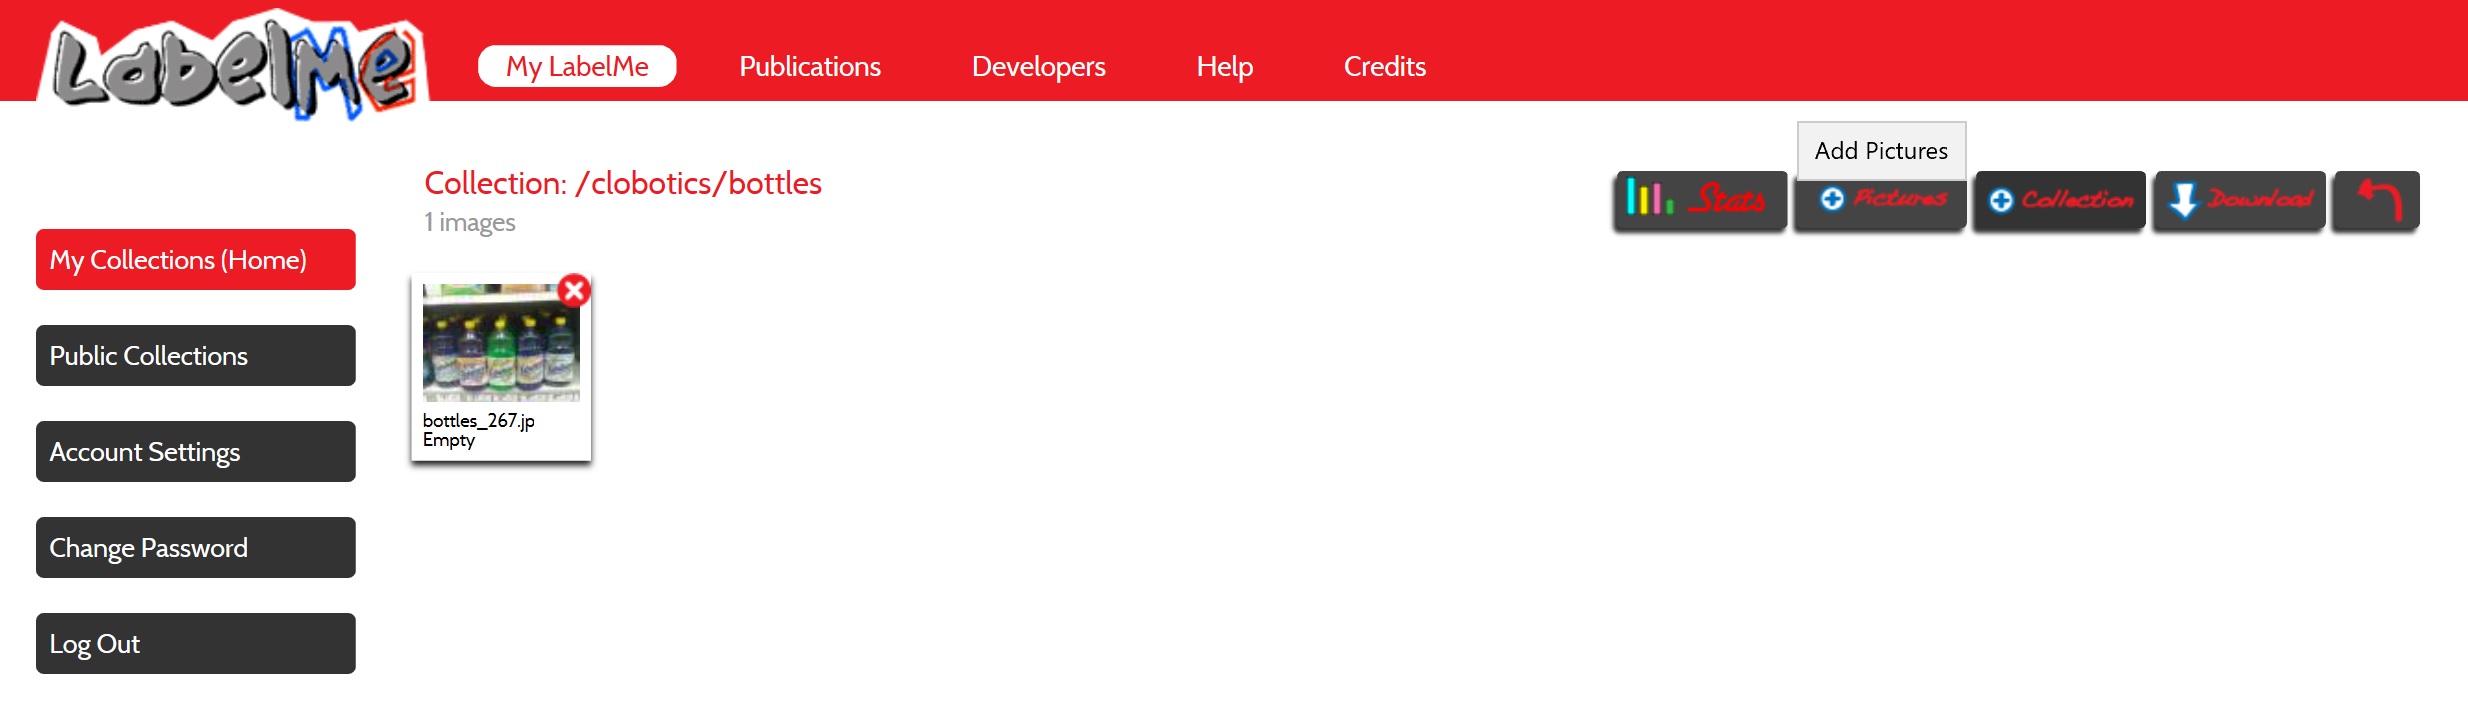 LabelMe
My LabelMe Publications Developers Help Credits
Add Pictures
Collection: /clobotics/bottles
1 images
Stats Pictures Collection Download
My Collections (Home)
Public Collections
Account Settings
Change Password
Log Out
bottles_267.jp
Empty